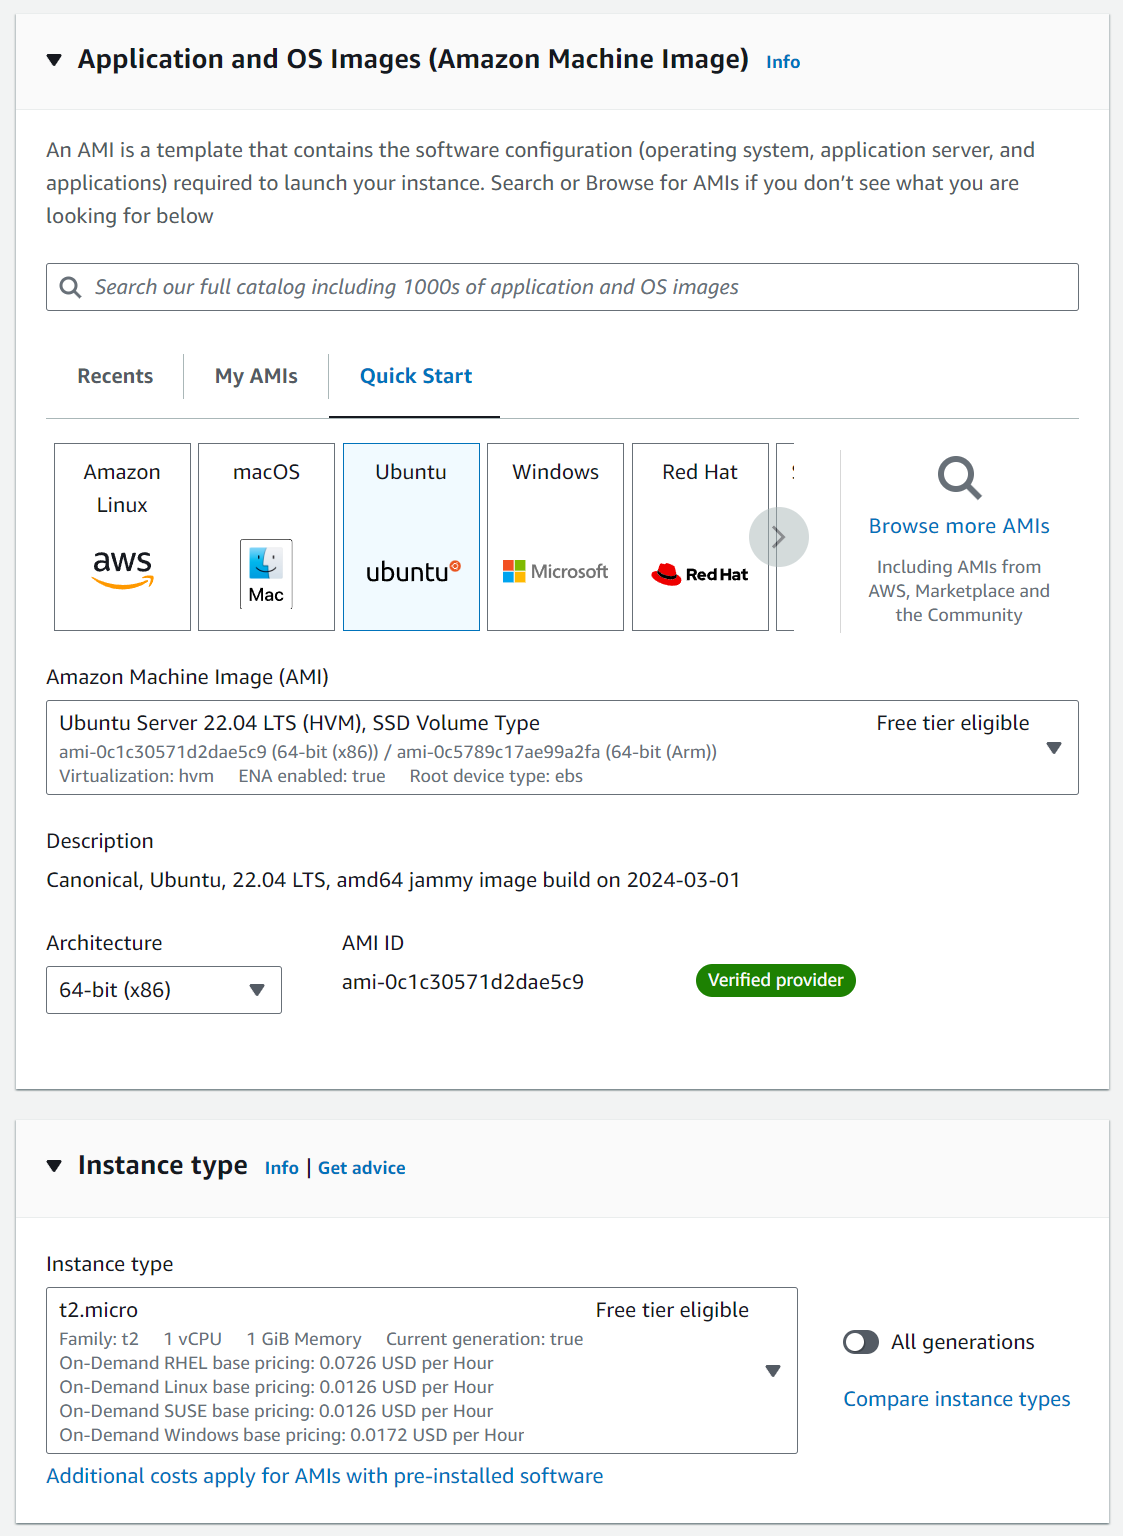 Application and OS Images (Amazon Machine Image) Info
An AMI is a template that contains the software configuration (operating system, application server, and
applications) required to launch your instance. Search or Browse for AMIs if you don’t see what you are
looking for below
Search our full catalog including 1000s of application and OS images
Recents
My AMIs
Quick Start
Amazon
Linux
aws
macOS
Mac
Ubuntu
ubuntu
Windows
Microsoft
Red Hat
Red Hat
Browse more AMIs
Including AMIs from
AWS, Marketplace and
the Community
Amazon Machine Image (AMI)
Ubuntu Server 22.04 LTS (HVM), SSD Volume Type Free tier eligible
ami-0c1c30571d2dae5c9 (64-bit (x86)) / ami-0c5789c17ae99a2fa (64-bit (Arm))
Virtualization: hvm ENA enabled: true Root device type: ebs
Description
Canonical, Ubuntu, 22.04 LTS, amd64 jammy image build on 2024-03-01
Architecture
64-bit (x86)
AMI ID
ami-0c1c30571d2dae5c9
Verified provider
Instance type Info | Get advice
Instance type
t2.micro Free tier eligible
Family: t2 1 vCPU 1 GiB Memory Current generation: true
On-Demand RHEL base pricing: 0.0726 USD per Hour
On-Demand Linux base pricing: 0.0126 USD per Hour
On-Demand SUSE base pricing: 0.0126 USD per Hour
On-Demand Windows base pricing: 0.0172 USD per Hour
All generations
Compare instance types
Additional costs apply for AMIs with pre-installed software